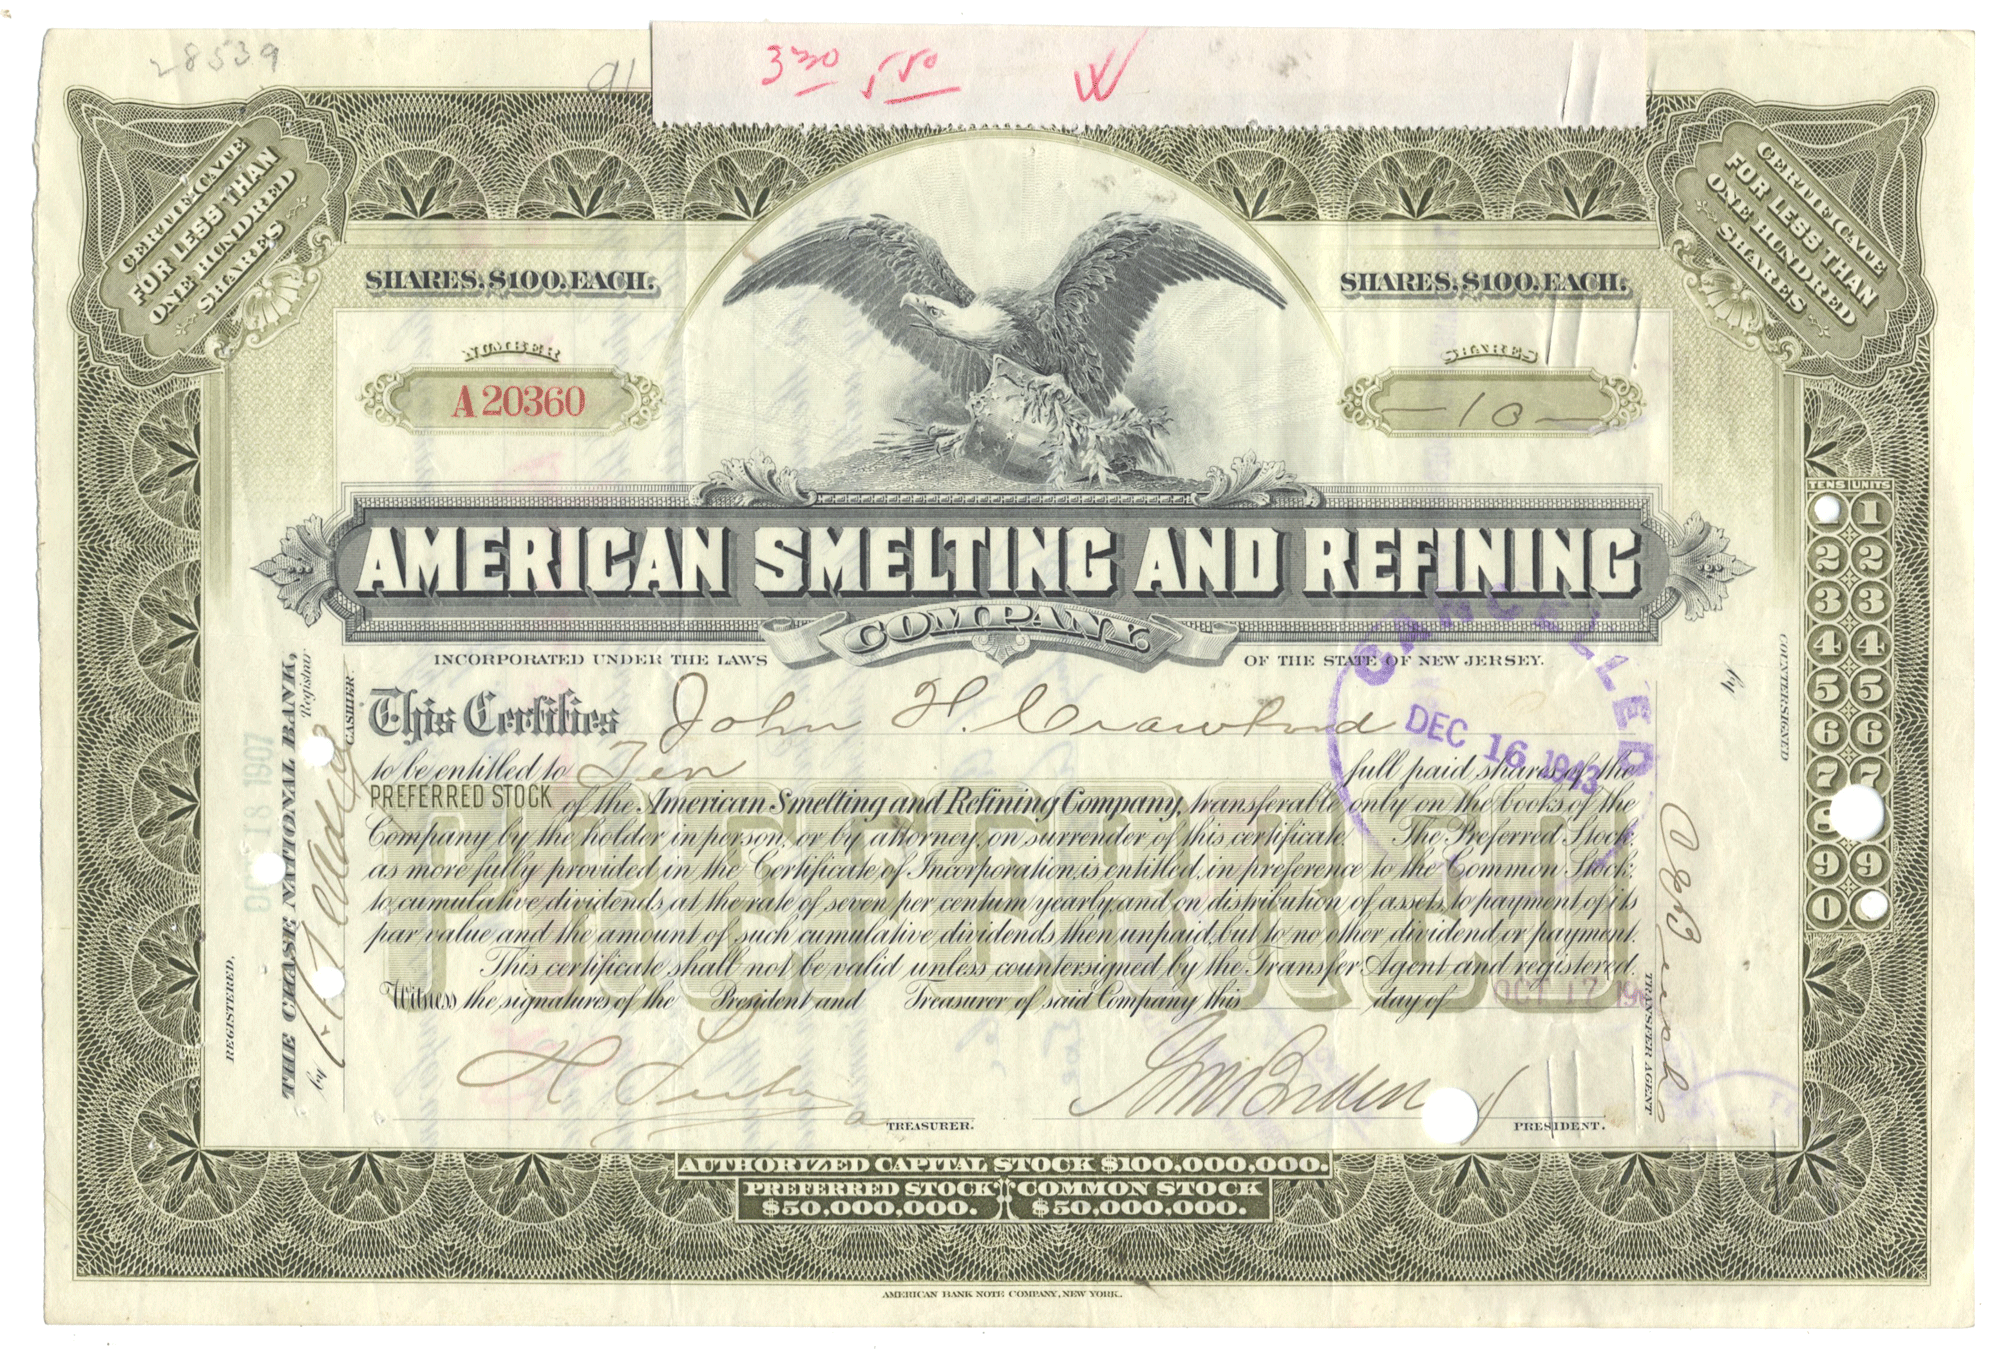 28539
91
330 550 W
CERTIFICATE
FOR LESS THAN
ONE HUNDRED
SHARES
CERTIFICATE
FOR LESS THAN
ONE HUNDRED
SHARES
SHARES, $100. EACH.
SHARES, $100. EACH.
NUMBER
A 20360
SHARES
—10—
TENS UNITS
1
2 2
3 3
4 4
5 5
6 6
7 7
8
9 9
0
AMERICAN SMELTING AND REFINING
COMPANY.
INCORPORATED UNDER THE LAWS OF THE STATE OF NEW JERSEY.
CANCELLED
DEC 16 1943
This Certifies John H. Crawford
to be entitled to Ten full paid shares of the
PREFERRED STOCK of the American Smelting and Refining Company, transferable only on the books of the
Company by the holder in person, or by attorney, on surrender of this certificate. The Preferred Stock,
as more fully provided in the Certificate of Incorporation, is entitled, in preference to the Common Stock,
to cumulative dividends at the rate of seven per centum yearly, and on distribution of assets, to payment of its
par value and the amount of such cumulative dividends then unpaid, but to no other dividend or payment.
This certificate shall not be valid unless countersigned by the Transfer Agent and registered.
Witness the signatures of the President and Treasurer of said Company this day of OCT 17 19
PREFERRED
TREASURER.
Wm Braden
PRESIDENT.
REGISTERED,
OCT 18 1907
THE CHASE NATIONAL BANK,
Registrar
by
CASHIER.
COUNTERSIGNED
by
TRANSFER AGENT
AUTHORIZED CAPITAL STOCK $100,000,000.
PREFERRED STOCK COMMON STOCK
$50,000,000. $50,000,000.
AMERICAN BANK NOTE COMPANY, NEW YORK.